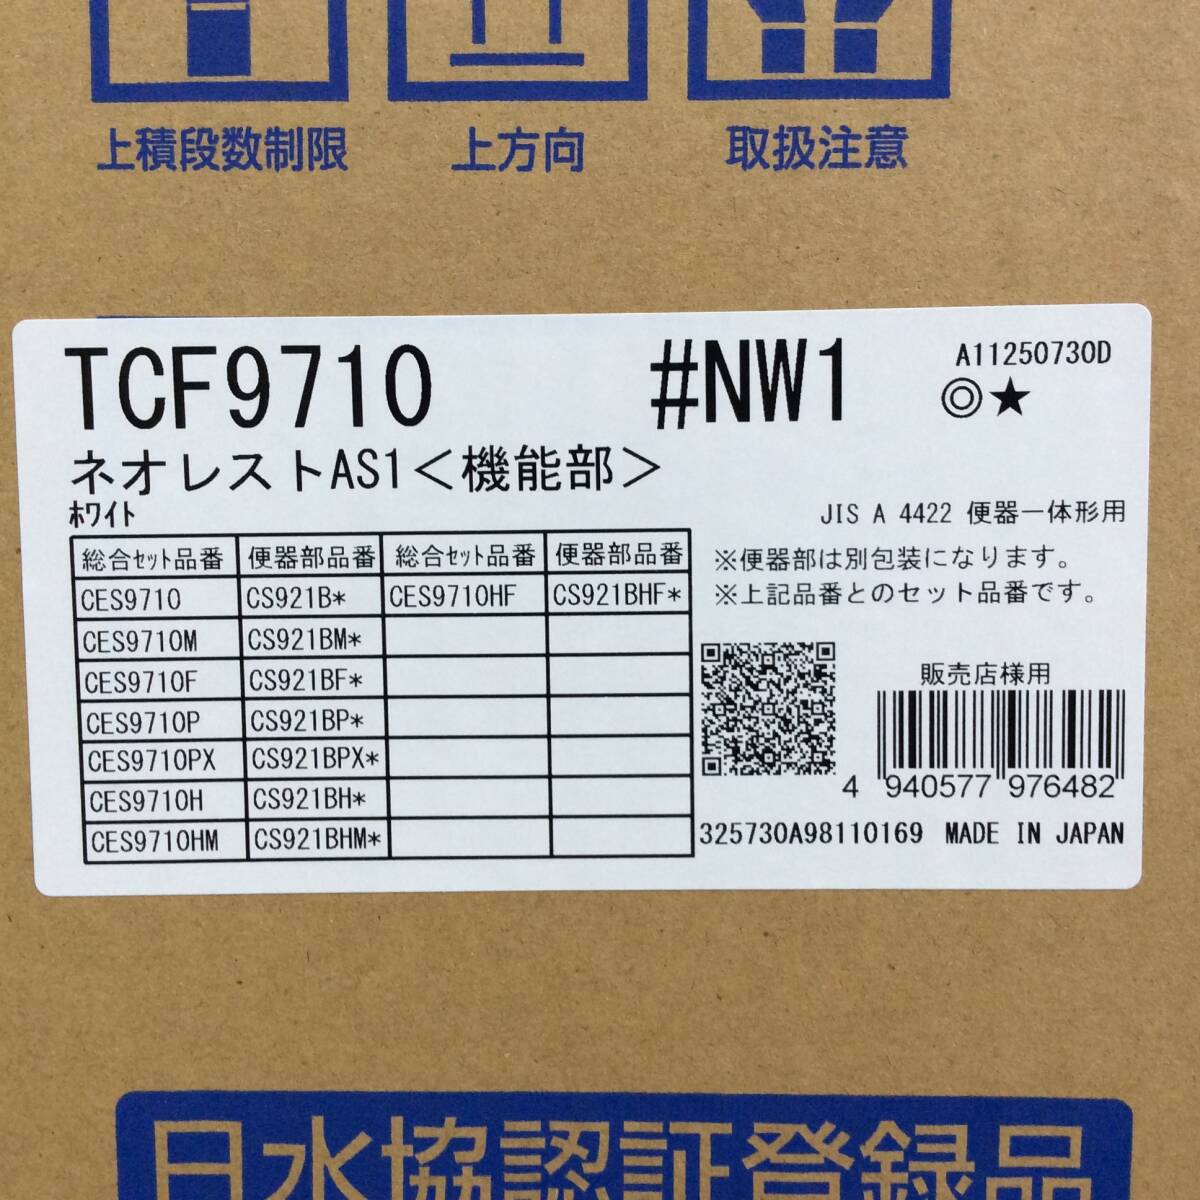 上積段数制限 上方向 取扱注意
TCF9710 #NW1 A11250730D
◎★
ネオレストAS1＜機能部＞
ホワイト
JIS A 4422 便器一体形用
総合セット品番 便器部品番 総合セット品番 便器部品番
CES9710 CS921B* CES9710HF CS921BHF*
CES9710M CS921BM*
CES9710F CS921BF*
CES9710P CS921BP*
CES9710PX CS921BPX*
CES9710H CS921BH*
CES9710HM CS921BHM*
※便器部は別包装になります。
※上記品番とのセット品番です。
販売店様用
4 940577 976482
325730A98110169 MADE IN JAPAN
日水協認証登録品